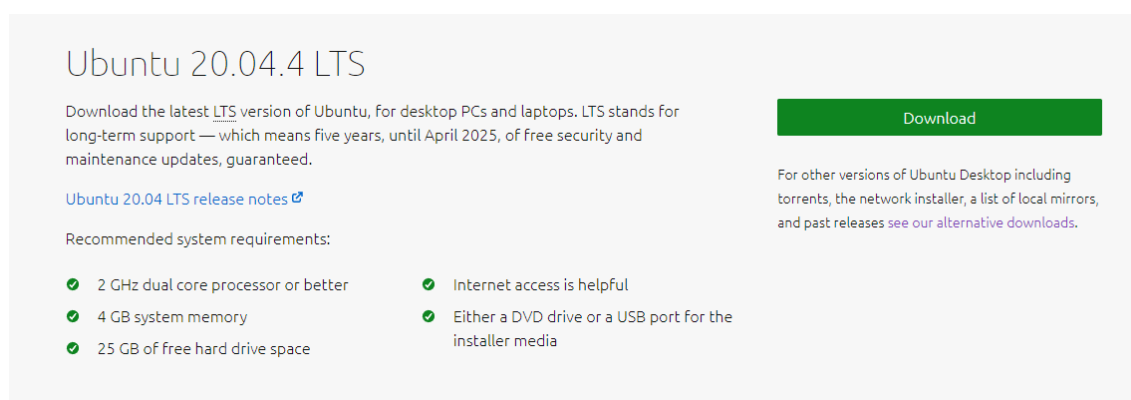 Ubuntu 20.04.4 LTS
Download the latest LTS version of Ubuntu, for desktop PCs and laptops. LTS stands for
long-term support — which means five years, until April 2025, of free security and
maintenance updates, guaranteed.
Ubuntu 20.04 LTS release notes
Recommended system requirements:
2 GHz dual core processor or better
4 GB system memory
25 GB of free hard drive space
Internet access is helpful
Either a DVD drive or a USB port for the
installer media
Download
For other versions of Ubuntu Desktop including
torrents, the network installer, a list of local mirrors,
and past releases see our alternative downloads.